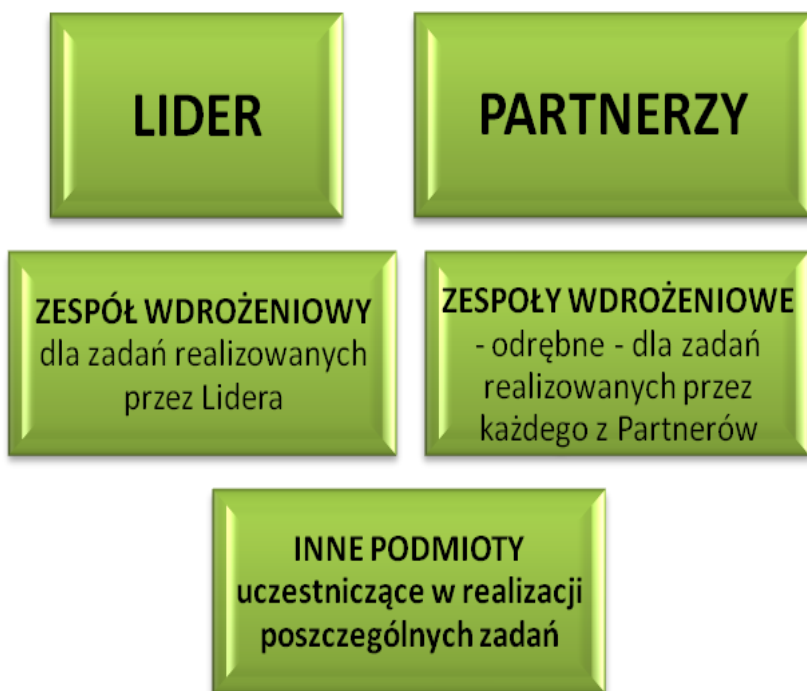 LIDER
PARTNERZY
ZESPÓŁ WDROŻENIOWY
dla zadań realizowanych
przez Lidera
ZESPOŁY WDROŻENIOWE
- odrębne - dla zadań
realizowanych przez
każdego z Partnerów
INNE PODMIOTY
uczestniczące w realizacji
poszczególnych zadań